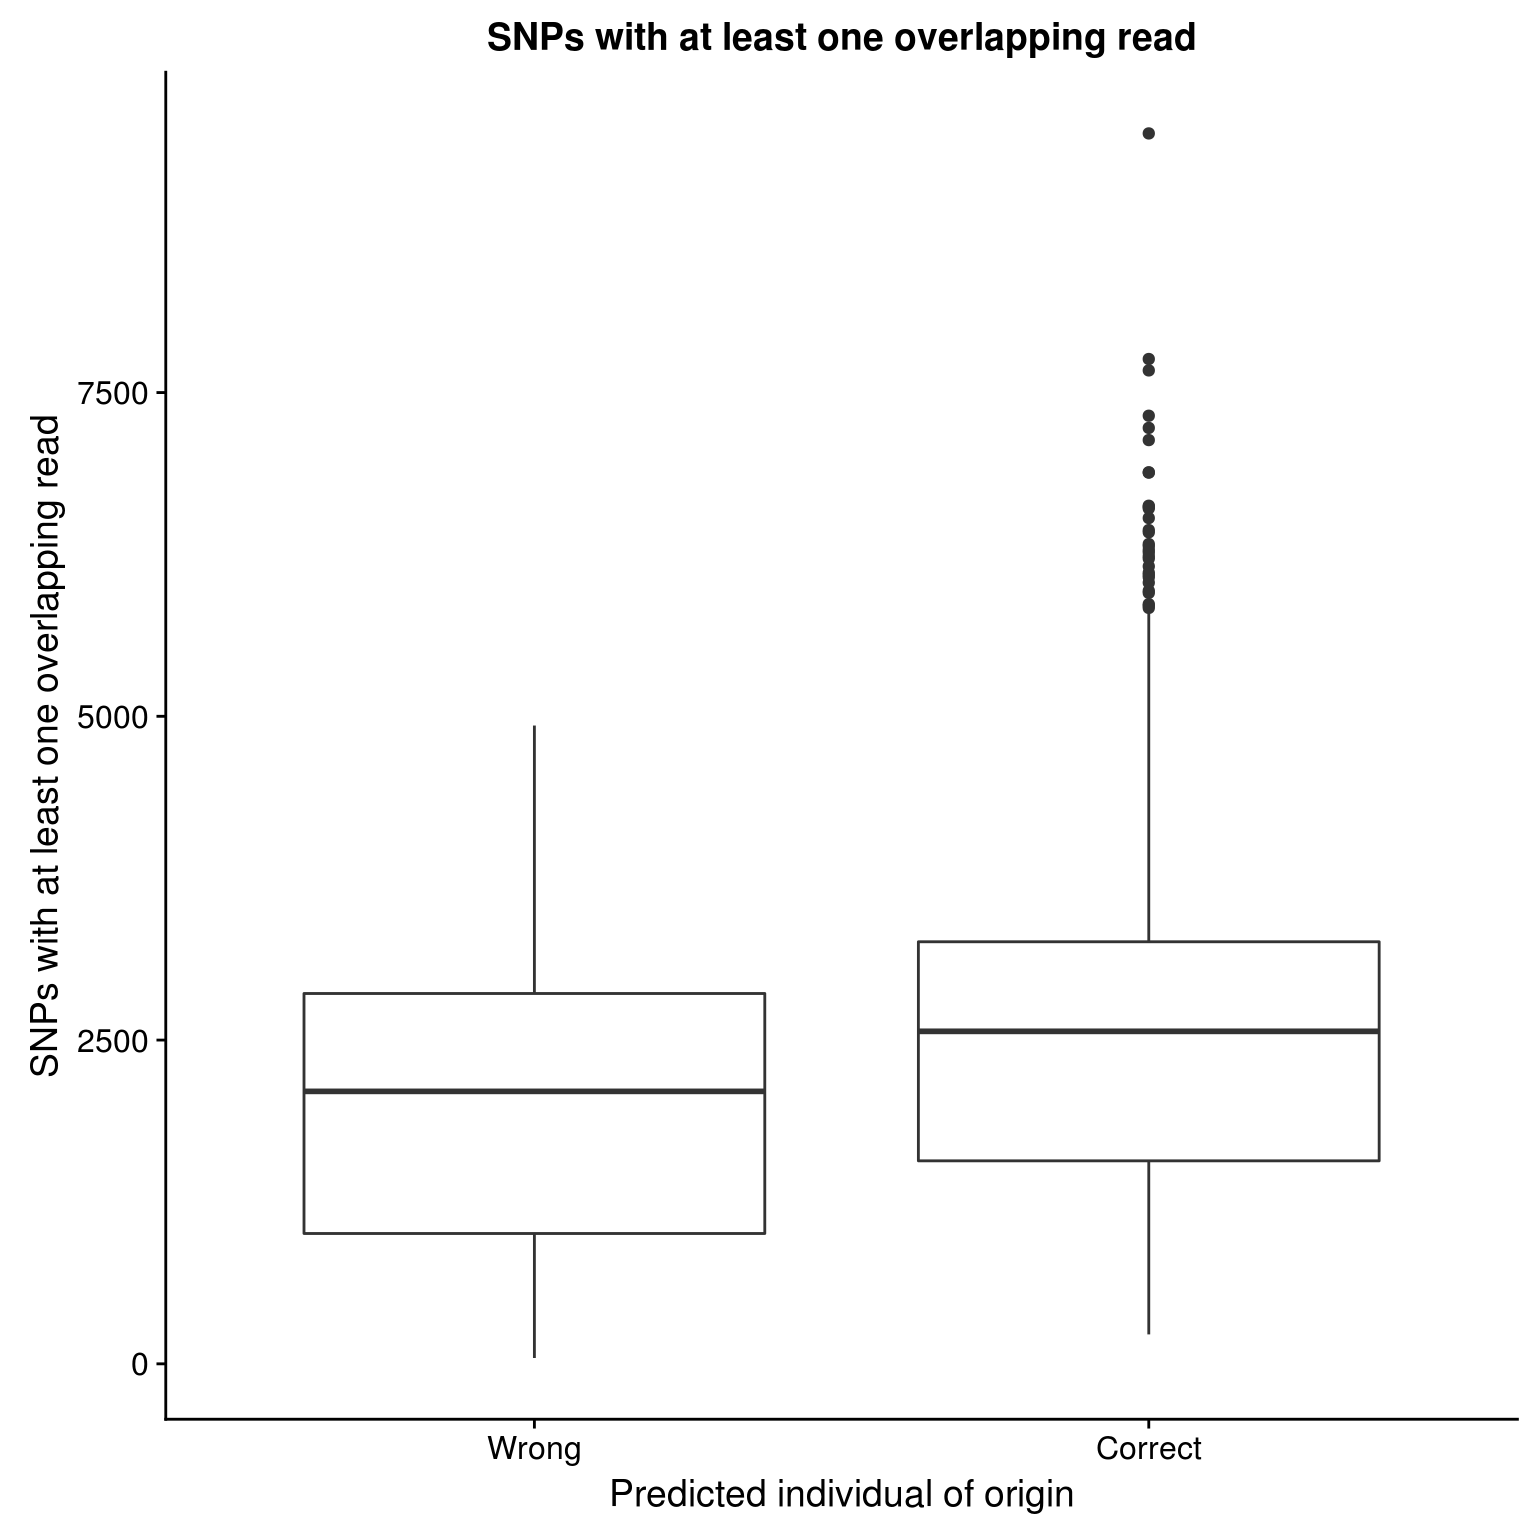 SNPs with at least one overlapping read
SNPs with at least one overlapping read
7500
5000
2500
0
Wrong
Correct
Predicted individual of origin